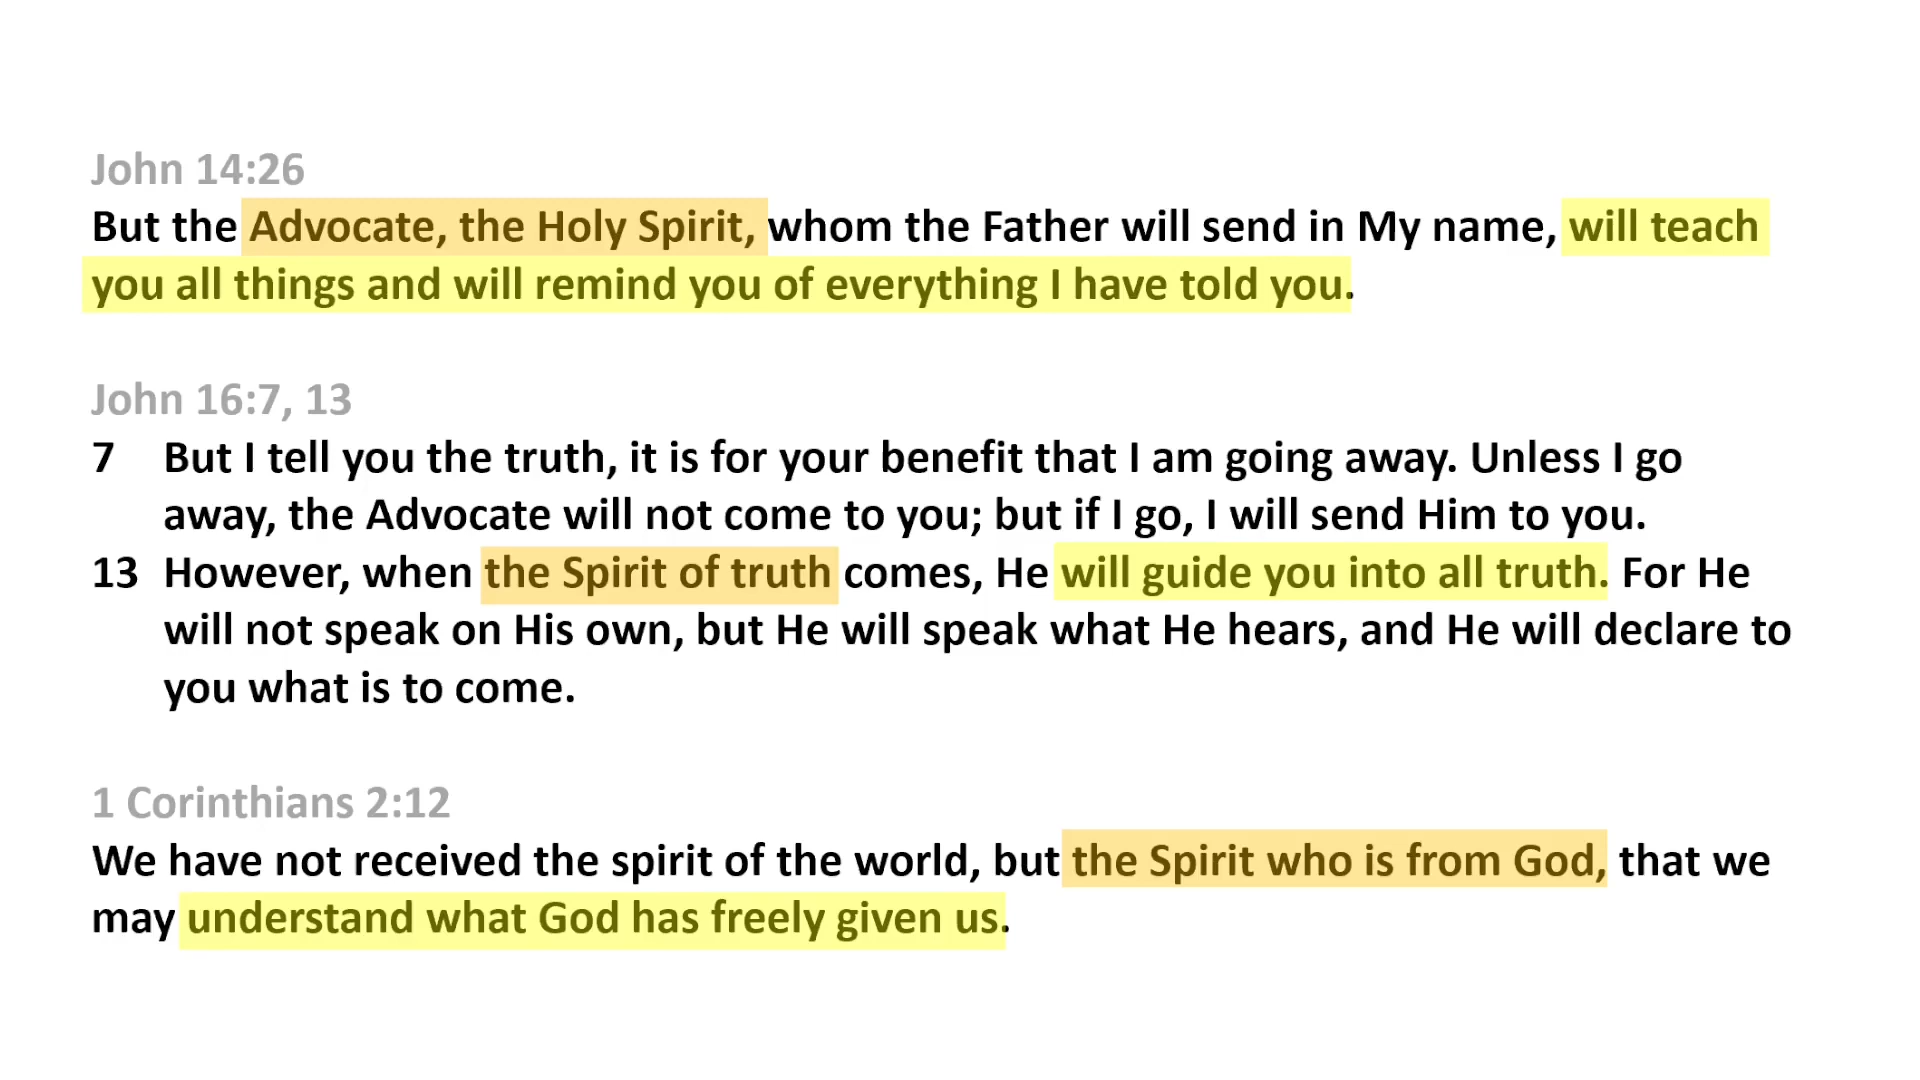 John 14:26
But the Advocate, the Holy Spirit, whom the Father will send in My name, will teach
you all things and will remind you of everything I have told you.
John 16:7, 13
7 But I tell you the truth, it is for your benefit that I am going away. Unless I go
away, the Advocate will not come to you; but if I go, I will send Him to you.
13 However, when the Spirit of truth comes, He will guide you into all truth. For He
will not speak on His own, but He will speak what He hears, and He will declare to
you what is to come.
1 Corinthians 2:12
We have not received the spirit of the world, but the Spirit who is from God, that we
may understand what God has freely given us.